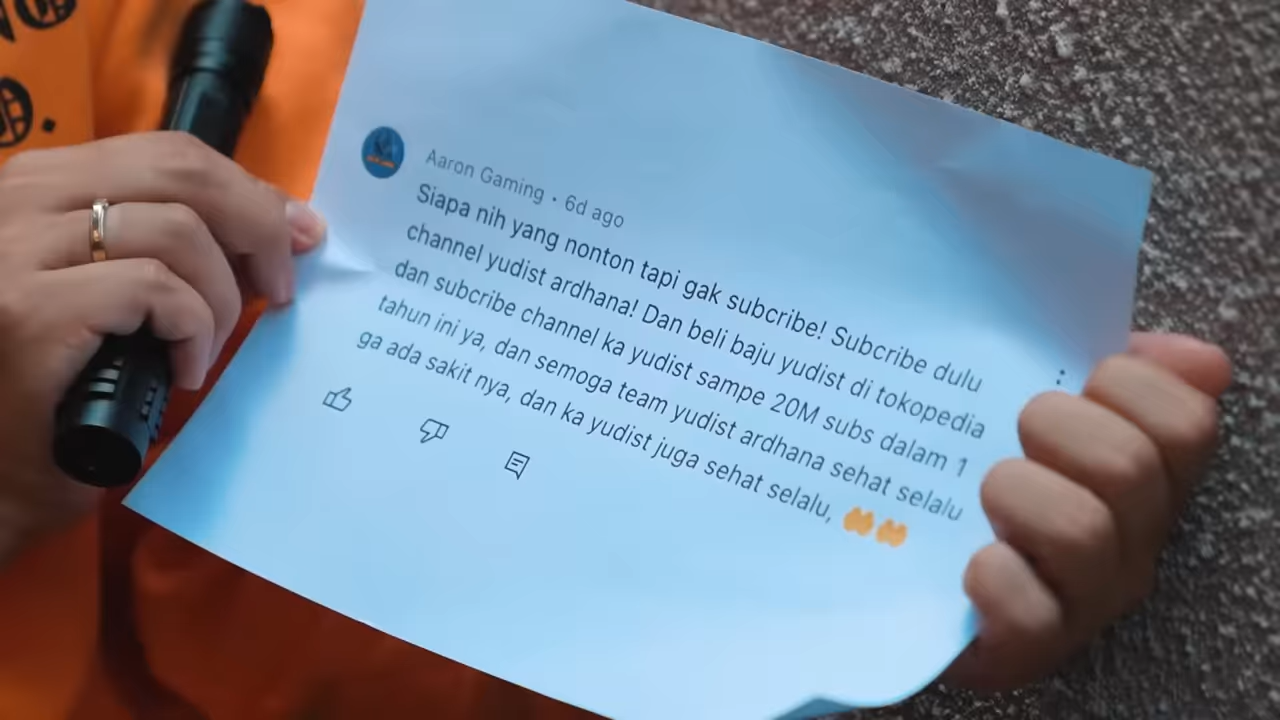 Aaron Gaming • 6d ago
Siapa nih yang nonton tapi gak subcribe! Subcribe dulu
channel yudist ardhana! Dan beli baju yudist di tokopedia
dan subcribe channel ka yudist sampe 20M subs dalam 1
tahun ini ya, dan semoga team yudist ardhana sehat selalu
ga ada sakit nya, dan ka yudist juga sehat selalu, 🤲🤲